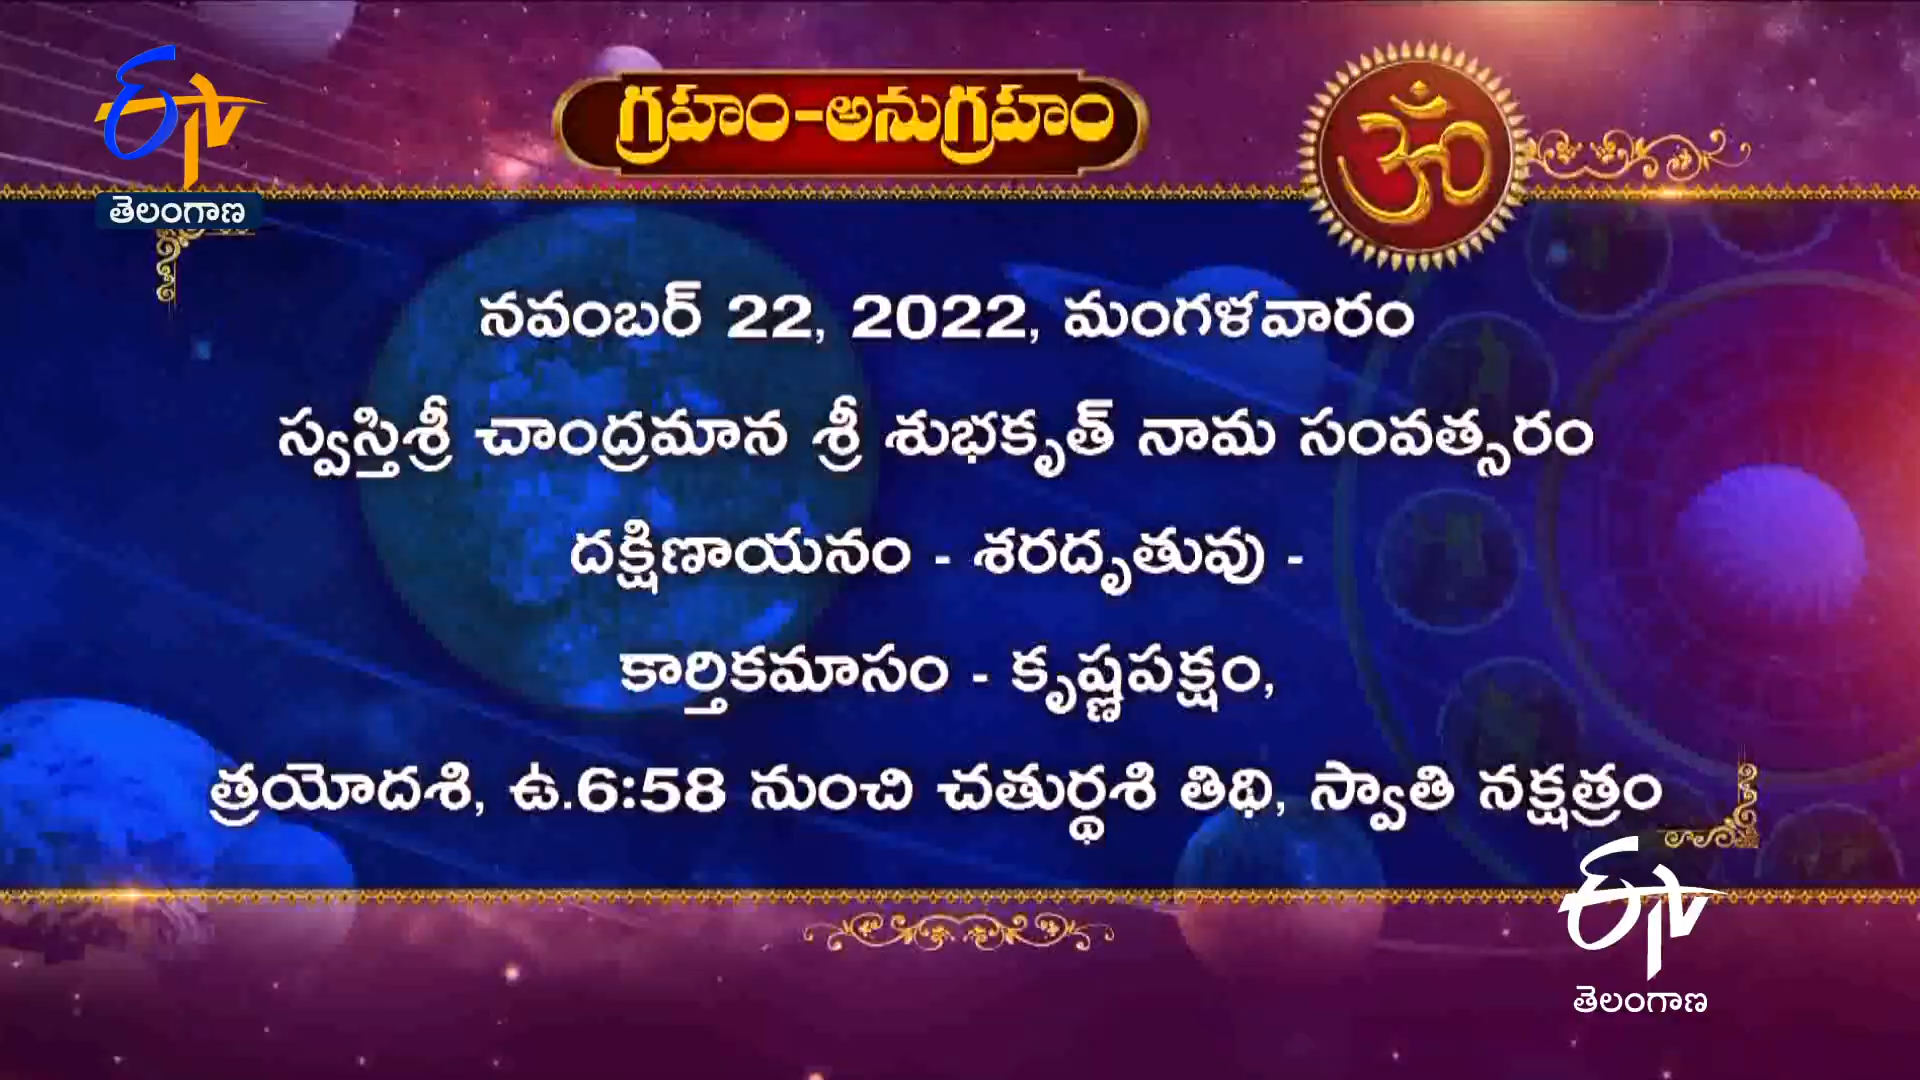 ETV
తెలంగాణ
గ్రహం-అనుగ్రహం
ॐ
నవంబర్ 22, 2022, మంగళవారం
స్వస్తిశ్రీ చాంద్రమాన శ్రీ శుభకృత్ నామ సంవత్సరం
దక్షిణాయనం - శరదృతువు -
కార్తికమాసం - కృష్ణపక్షం,
త్రయోదశి, ఉ.6:58 నుంచి చతుర్థశి తిథి, స్వాతి నక్షత్రం
ETV
తెలంగాణ